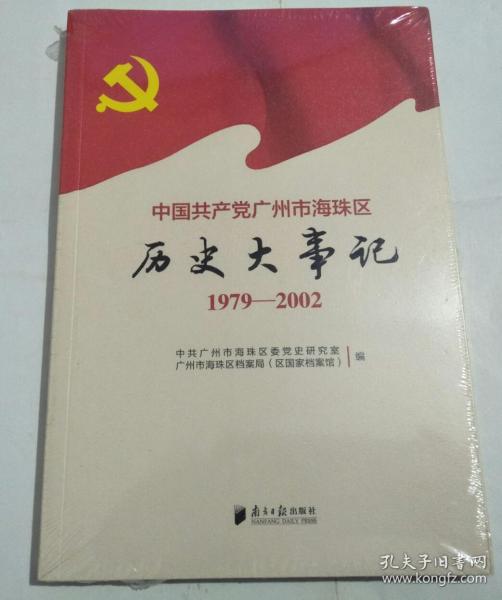 中国共产党广州市海珠区
历史大事记
1979—2002
中共广州市海珠区委党史研究室
广州市海珠区档案局（区国家档案馆）
编
南方日报出版社
NANFANG DAILY PRESS
孔夫子旧书网
www.kongfz.com